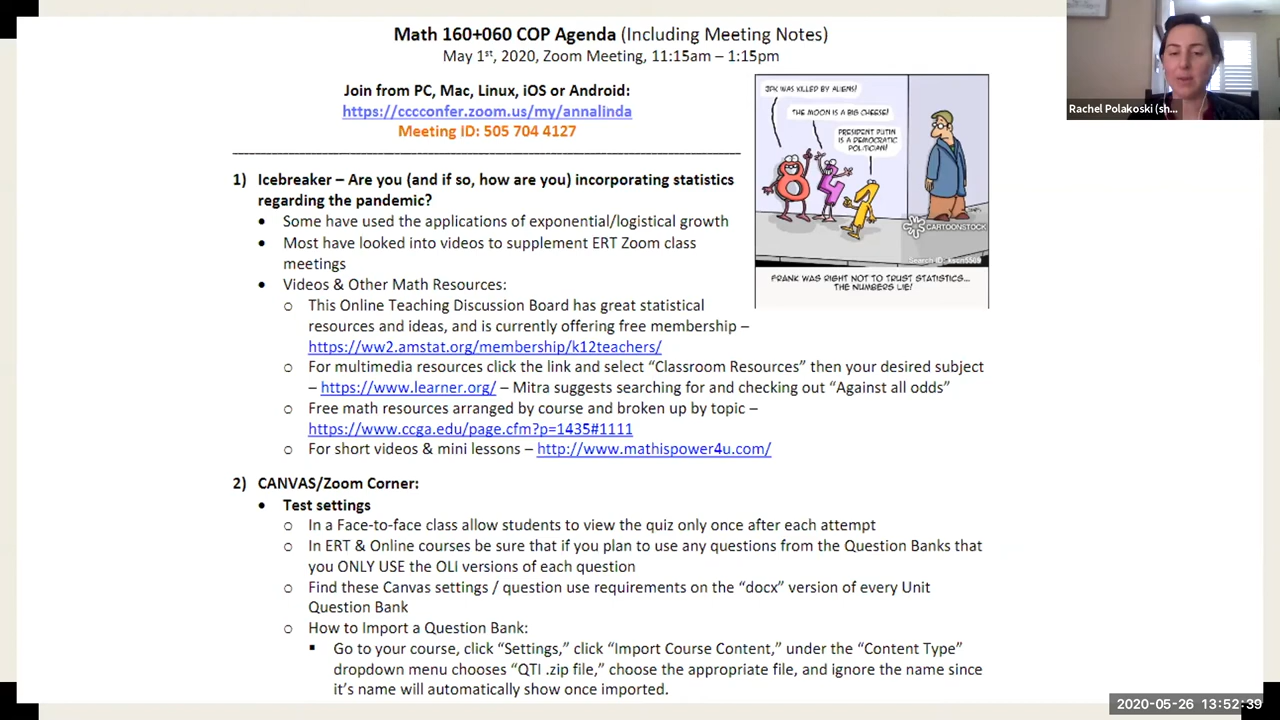 Math 160+060 COP Agenda (Including Meeting Notes)
May 1st, 2020, Zoom Meeting, 11:15am – 1:15pm
Join from PC, Mac, Linux, iOS or Android:
https://cccconfer.zoom.us/my/annalinda
Meeting ID: 505 704 4127
JFK WAS KILLED BY ALIENS!
THE MOON IS A BIG CHEESE!
PRESIDENT PUTIN
IS A DEMOCRATIC
POLITICIAN!
CARTOONSTOCK
Search ID:
FRANK WAS RIGHT NOT TO TRUST STATISTICS...
THE NUMBERS LIE!
Rachel Polakoski (sh...
1) Icebreaker – Are you (and if so, how are you) incorporating statistics
regarding the pandemic?
• Some have used the applications of exponential/logistical growth
• Most have looked into videos to supplement ERT Zoom class
meetings
• Videos & Other Math Resources:
o This Online Teaching Discussion Board has great statistical
resources and ideas, and is currently offering free membership –
https://ww2.amstat.org/membership/k12teachers/
o For multimedia resources click the link and select “Classroom Resources” then your desired subject
– https://www.learner.org/ – Mitra suggests searching for and checking out “Against all odds”
o Free math resources arranged by course and broken up by topic –
https://www.ccga.edu/page.cfm?p=1435#1111
o For short videos & mini lessons – http://www.mathispower4u.com/
2) CANVAS/Zoom Corner:
• Test settings
o In a Face-to-face class allow students to view the quiz only once after each attempt
o In ERT & Online courses be sure that if you plan to use any questions from the Question Banks that
you ONLY USE the OLI versions of each question
o Find these Canvas settings / question use requirements on the “docx” version of every Unit
Question Bank
o How to Import a Question Bank:
▪ Go to your course, click “Settings,” click “Import Course Content,” under the “Content Type”
dropdown menu chooses “QTI .zip file,” choose the appropriate file, and ignore the name since
it’s name will automatically show once imported.
2020-05-26 13:52:39